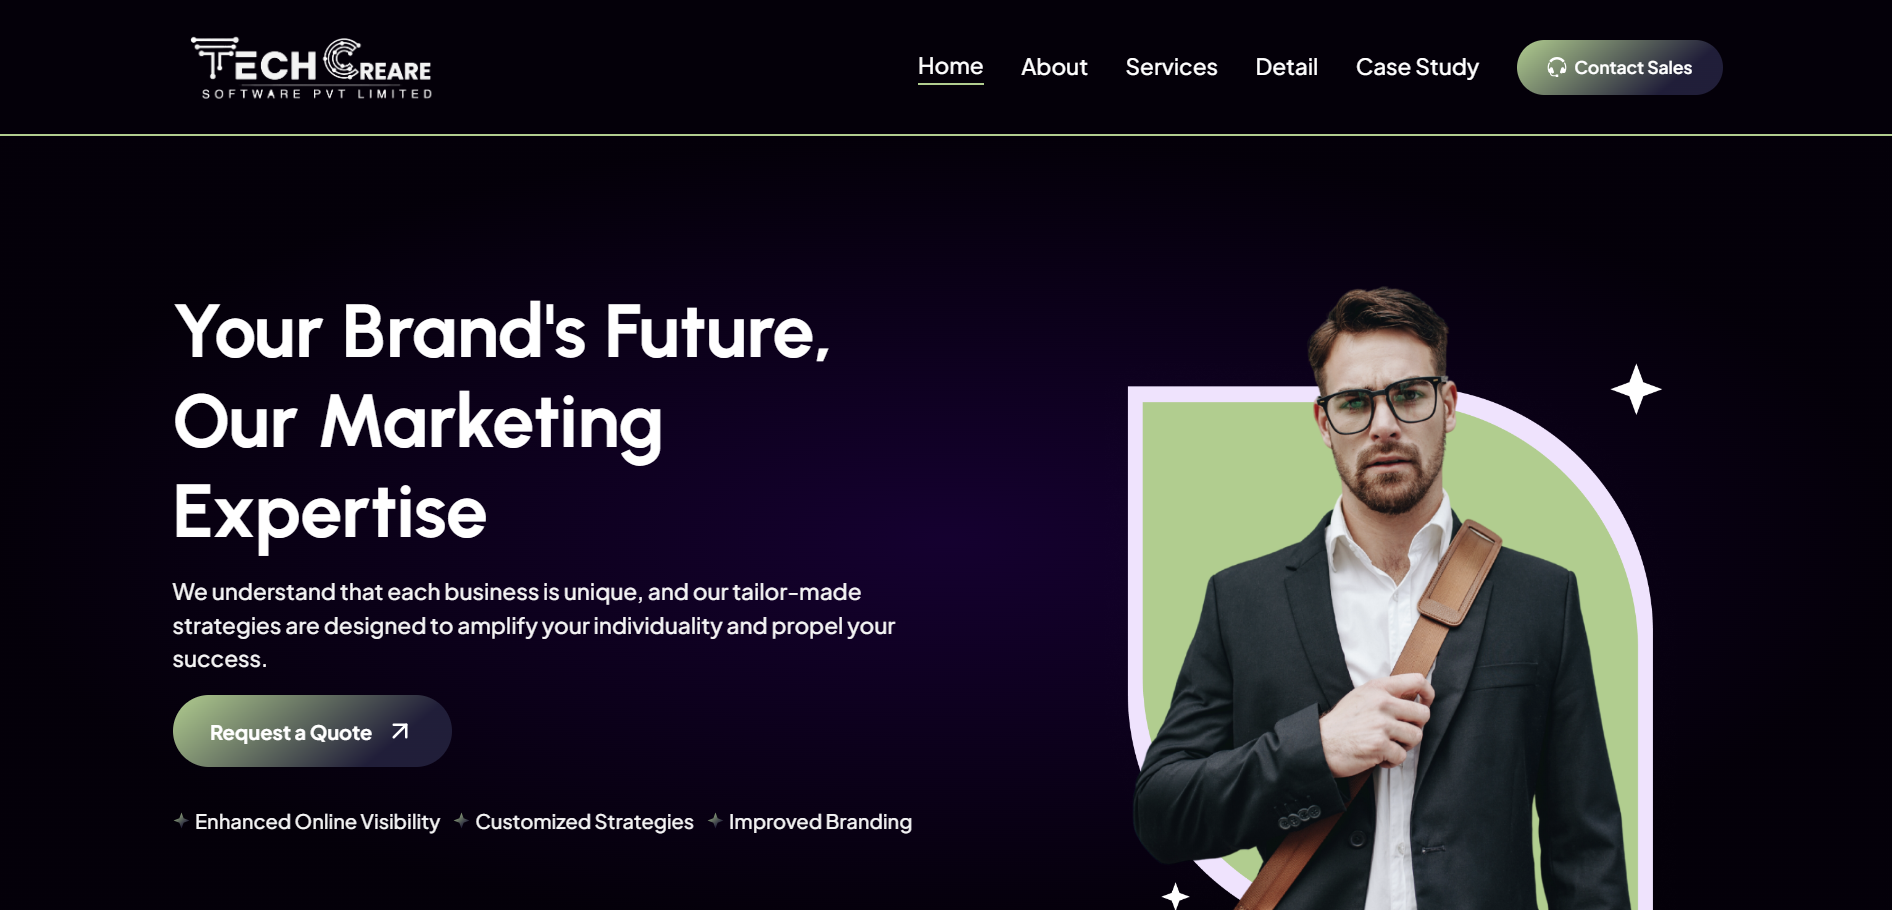 TECH CREARE
SOFTWARE PVT LIMITED
Home
About
Services
Detail
Case Study
Contact Sales
Your Brand's Future,
Our Marketing
Expertise
We understand that each business is unique, and our tailor-made
strategies are designed to amplify your individuality and propel your
success.
Request a Quote
Enhanced Online Visibility
Customized Strategies
Improved Branding